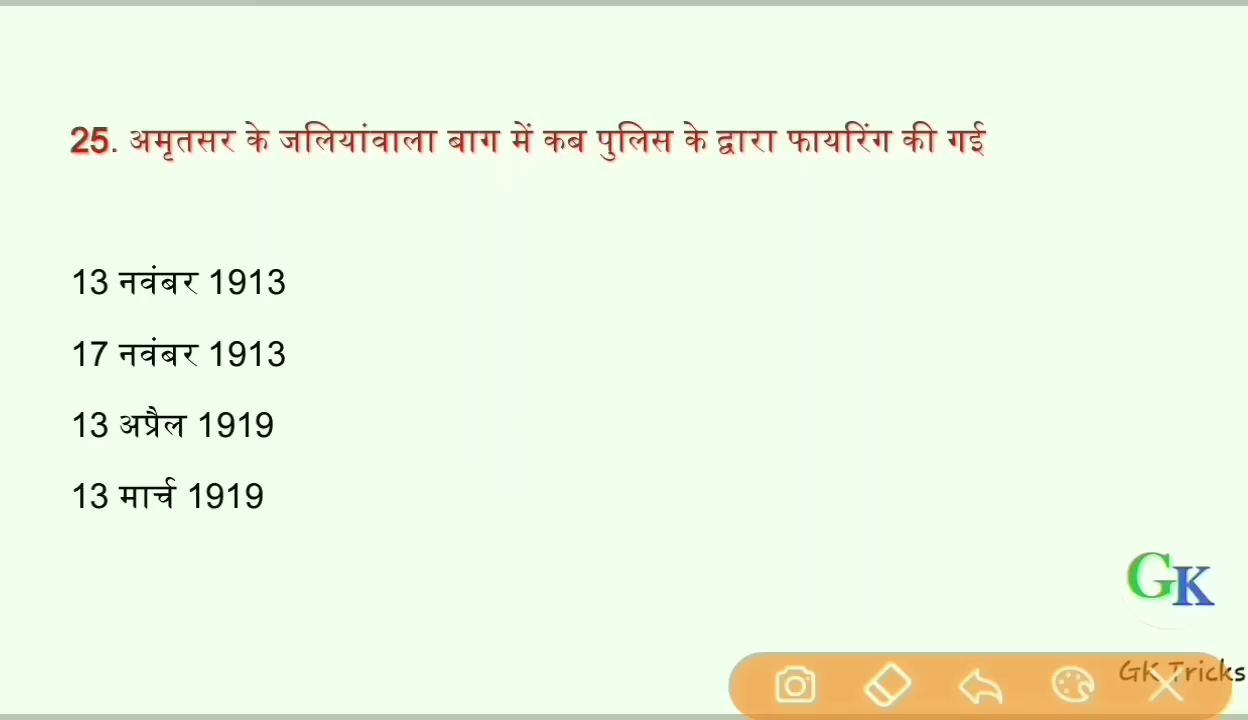 25. अमृतसर के जलियांवाला बाग में कब पुलिस के द्वारा फायरिंग की गई
13 नवंबर 1913
17 नवंबर 1913
13 अप्रैल 1919
13 मार्च 1919
GK
GK Tricks